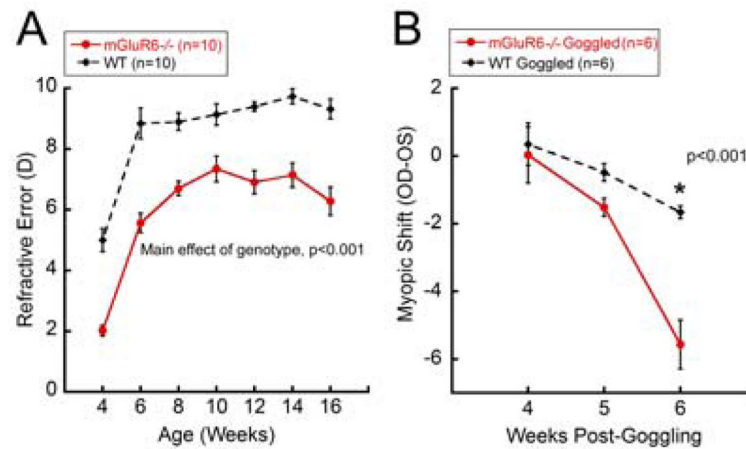 A
mGluR6-/- (n=10)
WT (n=10)
Refractive Error (D)
10
8
6
4
2
0
Main effect of genotype, p<0.001
4 6 8 10 12 14 16
Age (Weeks)
B
mGluR6-/- Goggled (n=6)
WT Goggled (n=6)
Myopic Shift (OD-OS)
2
0
-2
-4
-6
p<0.001
*
4 5 6
Weeks Post-Goggling